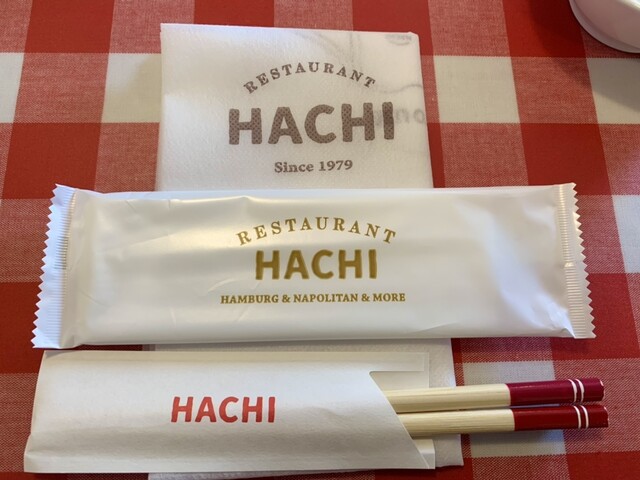 RESTAURANT
HACHI
Since 1979
RESTAURANT
HACHI
HAMBURG & NAPOLITAN & MORE
HACHI